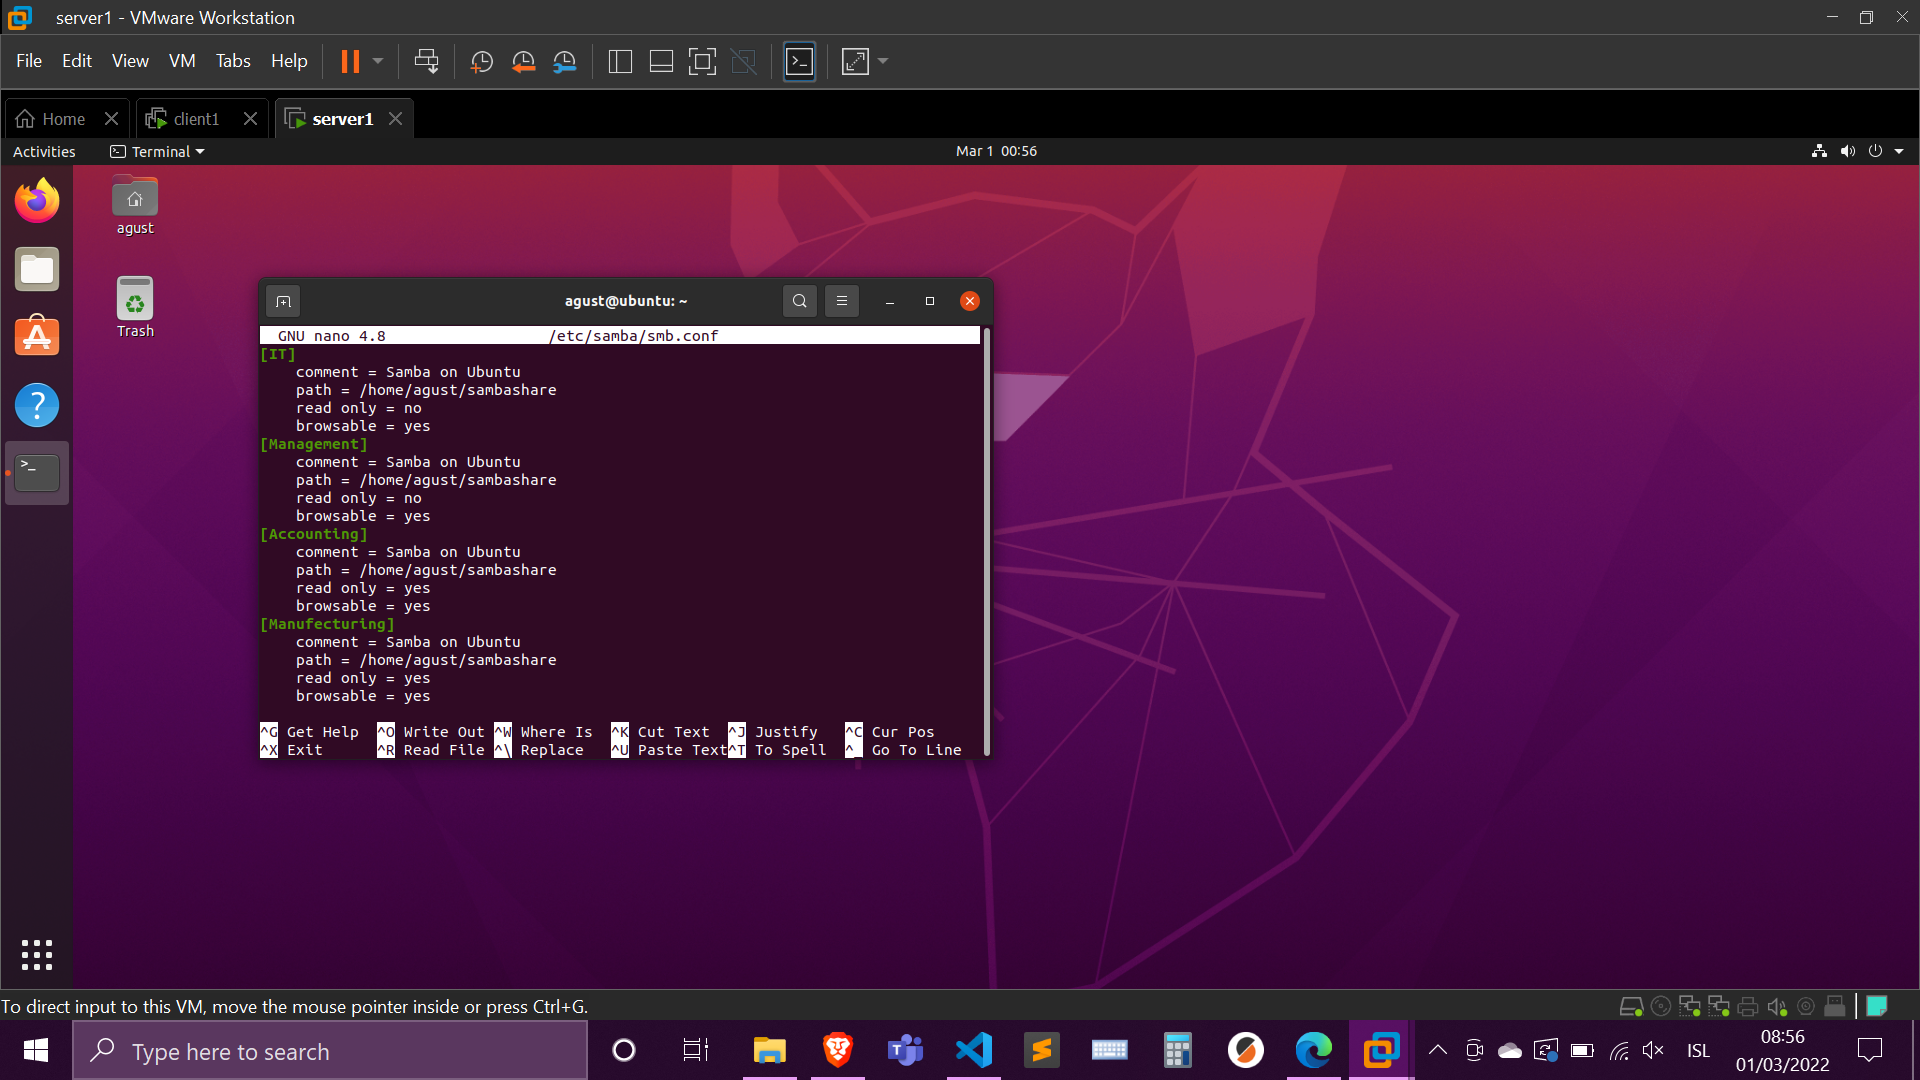 server1 - VMware Workstation
File Edit View VM Tabs Help
Home client1 server1
Activities Terminal Mar 1 00:56
agust
Trash
agust@ubuntu: ~
GNU nano 4.8 /etc/samba/smb.conf
[IT]
comment = Samba on Ubuntu
path = /home/agust/sambashare
read only = no
browsable = yes
[Management]
comment = Samba on Ubuntu
path = /home/agust/sambashare
read only = no
browsable = yes
[Accounting]
comment = Samba on Ubuntu
path = /home/agust/sambashare
read only = yes
browsable = yes
[Manufecturing]
comment = Samba on Ubuntu
path = /home/agust/sambashare
read only = yes
browsable = yes
^G Get Help ^O Write Out ^W Where Is ^K Cut Text ^J Justify ^C Cur Pos
^X Exit ^R Read File ^\ Replace ^U Paste Text ^T To Spell ^_ Go To Line
To direct input to this VM, move the mouse pointer inside or press Ctrl+G.
Type here to search
ISL
08:56
01/03/2022